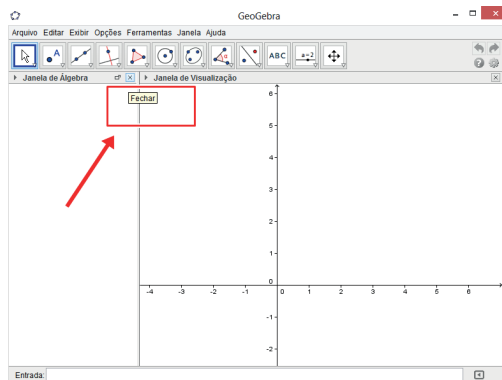 GeoGebra
Arquivo Editar Exibir Opções Ferramentas Janela Ajuda
A
α
ABC
a=2
Janela de Álgebra
Janela de Visualização
Fechar
6
5
4
3
2
1
0
-4 -3 -2 -1 0 1 2 3 4 5 6
-1
-2
Entrada: